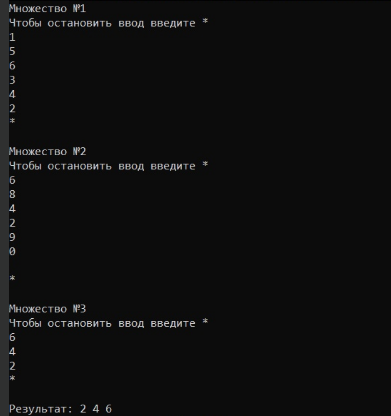 Множество №1
Чтобы остановить ввод введите *
1
5
6
3
4
2
*
Множество №2
Чтобы остановить ввод введите *
6
8
4
2
9
0
*
Множество №3
Чтобы остановить ввод введите *
6
4
2
*
Результат: 2 4 6